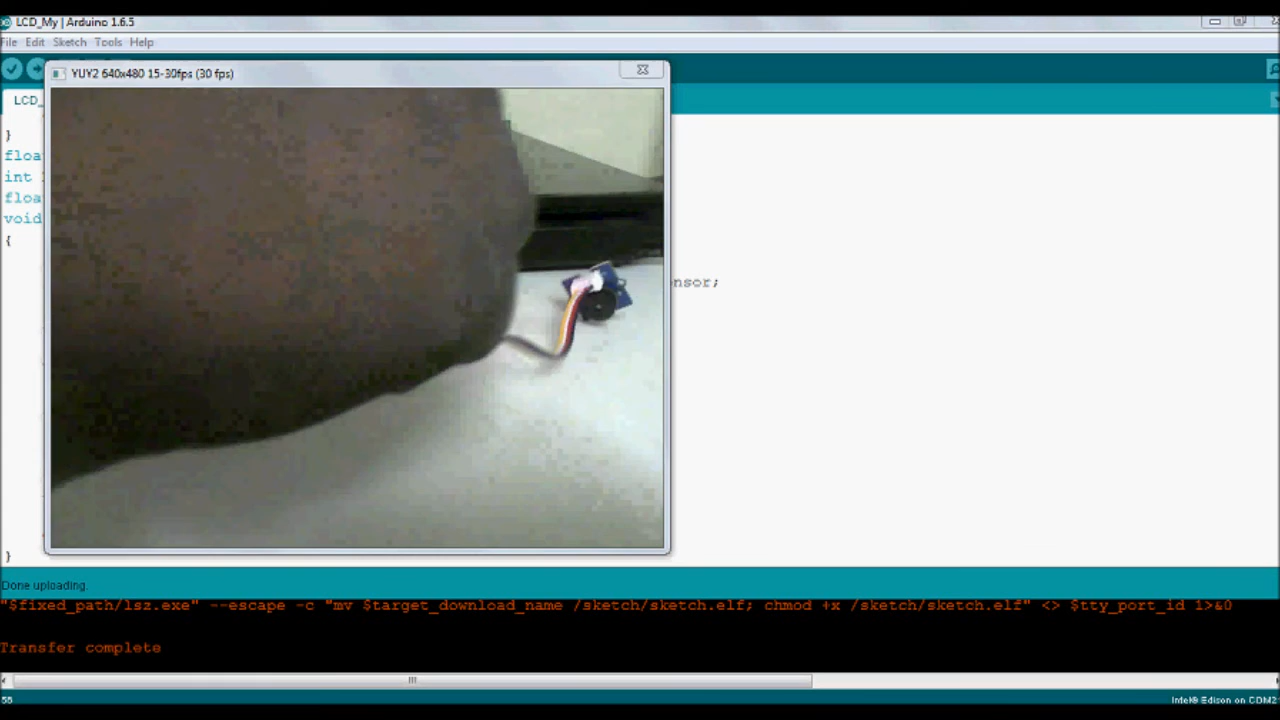 LCD_My | Arduino 1.6.5
File Edit Sketch Tools Help
YUY2 640x480 15-30fps (30 fps)
LCD_
}
floa
int
floa
void
{
nsor;
}
Done uploading.
"$fixed_path/lsz.exe" --escape -c "mv $target_download_name /sketch/sketch.elf; chmod +x /sketch/sketch.elf" <> $tty_port_id 1>&0
Transfer complete
Intel® Edison on COM2